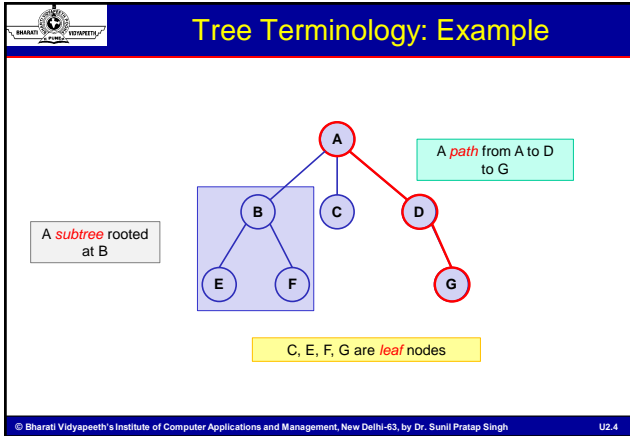 BHARATI
VIDYAPEETH
PUNE
Tree Terminology: Example
A
A path from A to D
to G
B
C
D
A subtree rooted
at B
E
F
G
C, E, F, G are leaf nodes
© Bharati Vidyapeeth's Institute of Computer Applications and Management, New Delhi-63, by Dr. Sunil Pratap Singh
U2.4